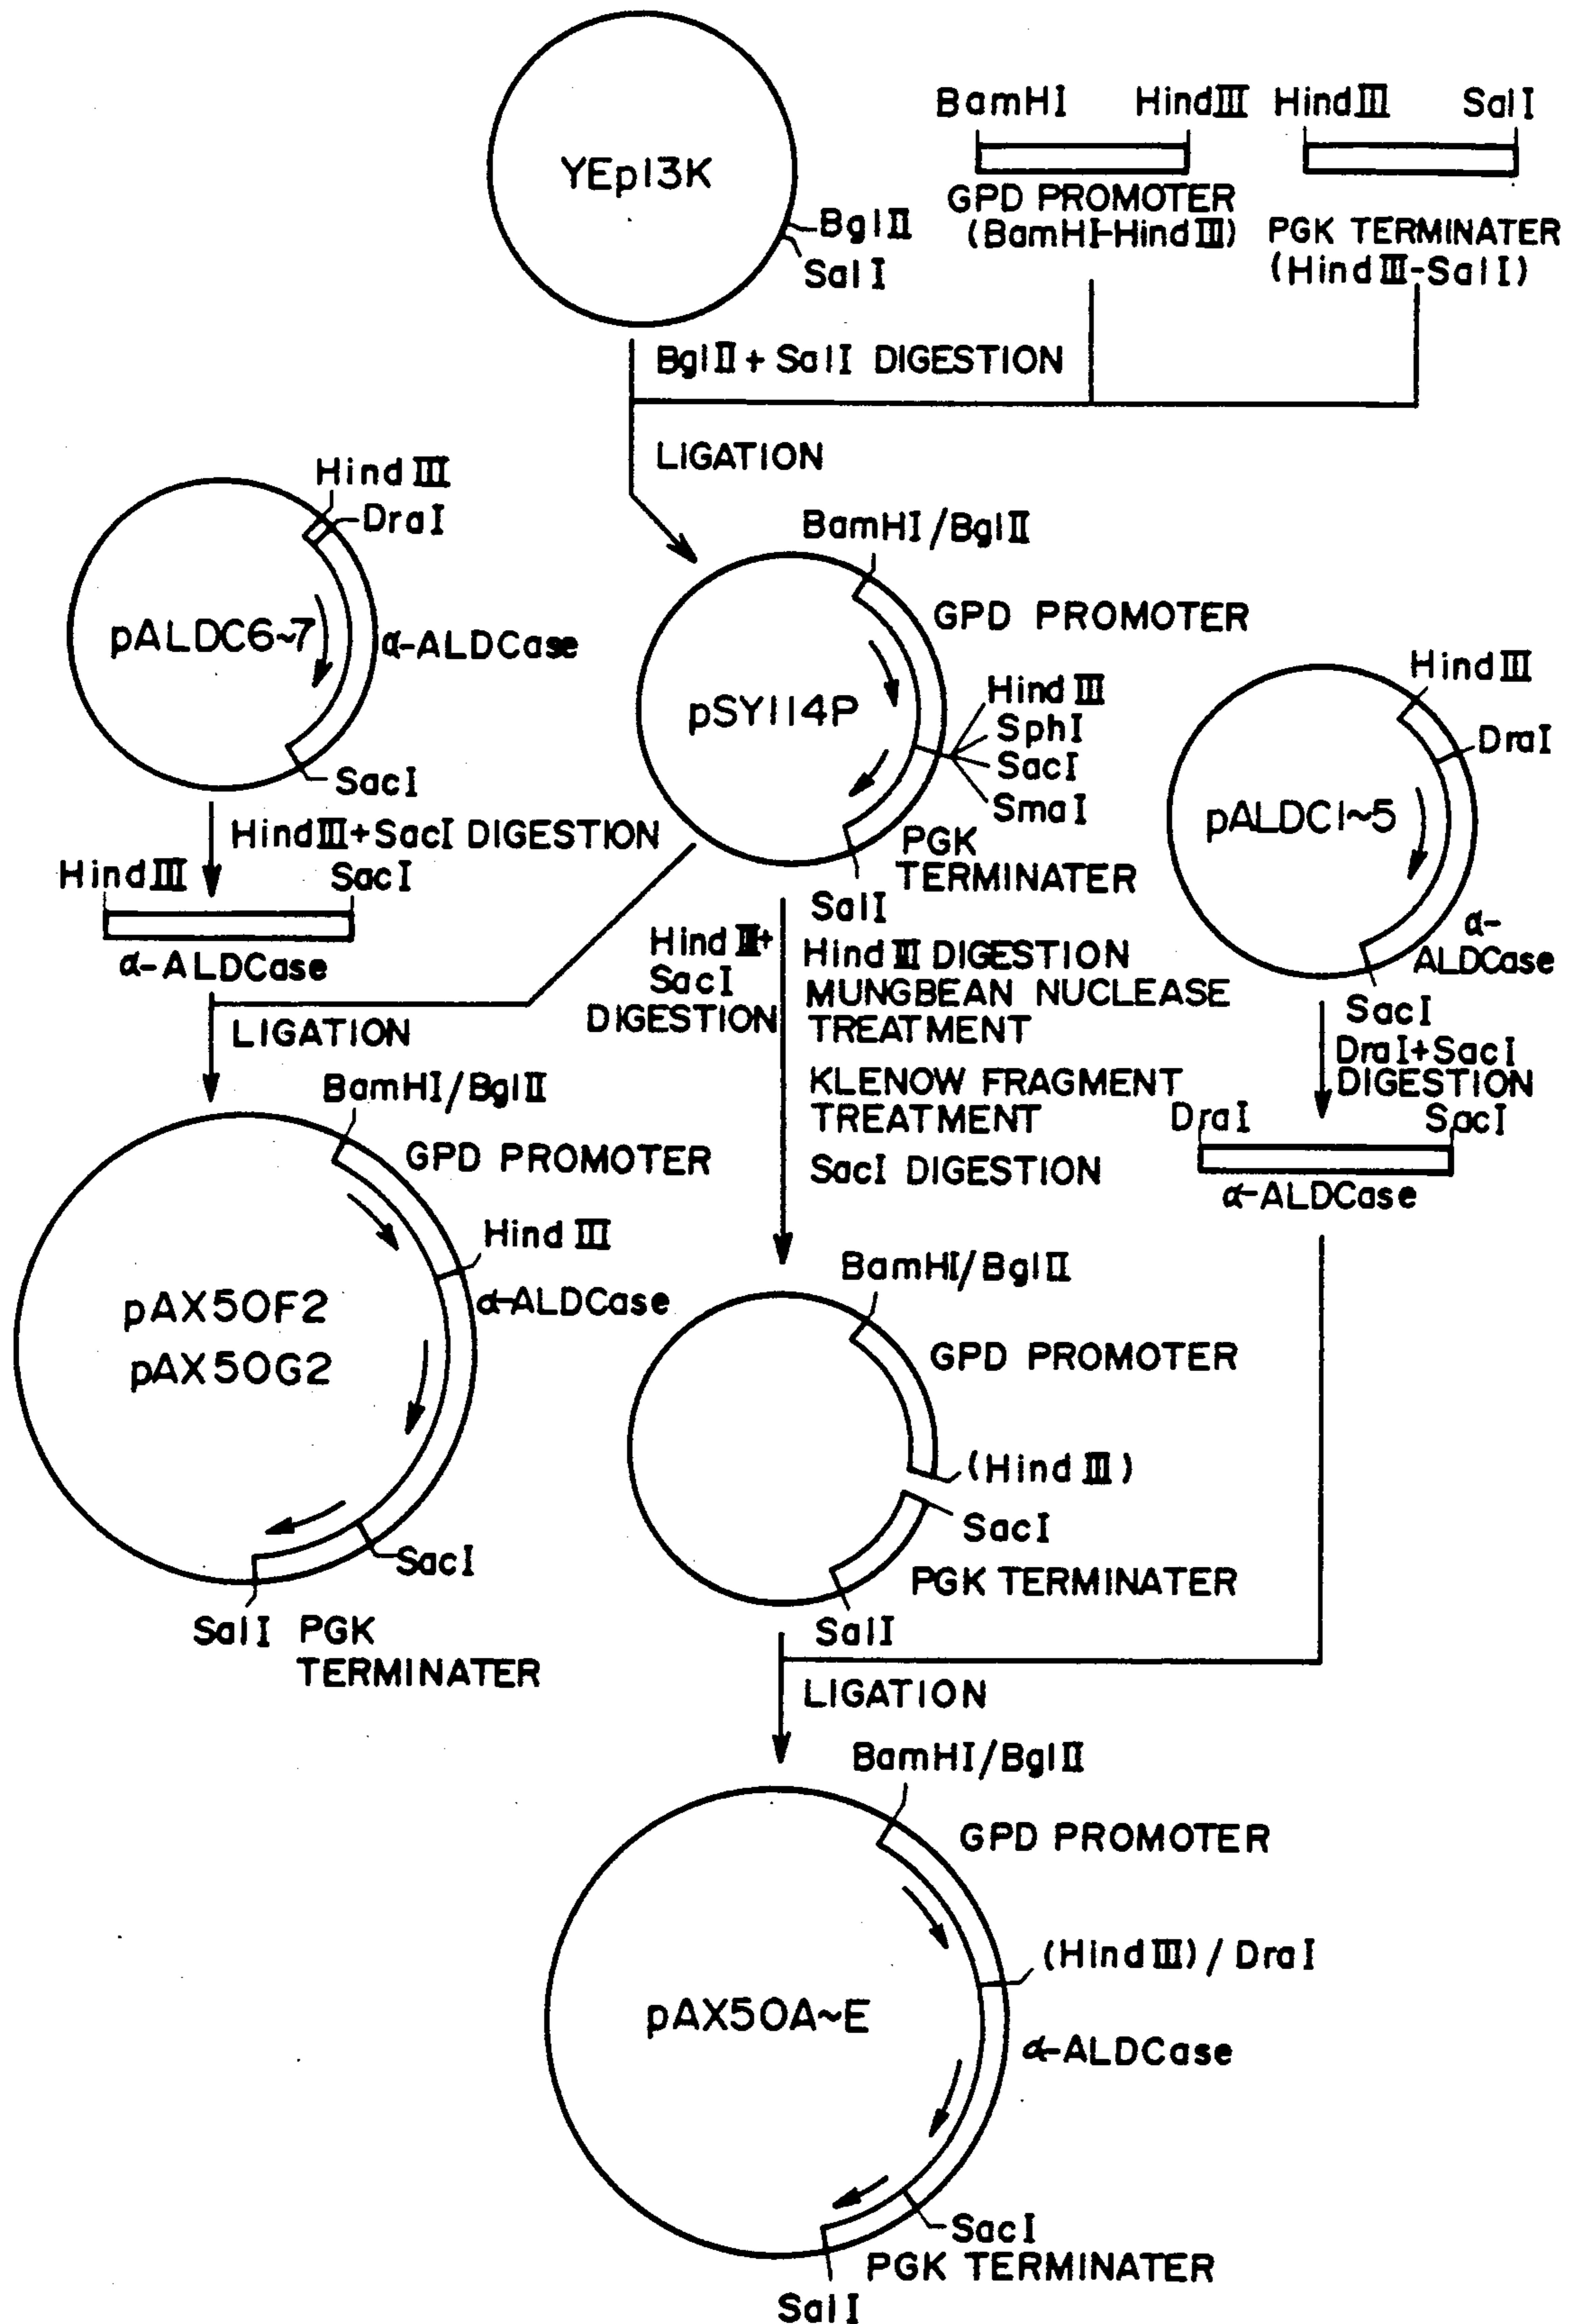 YEp13K
BglII
SalI
BamHI HindIII
GPD PROMOTER
(BamHI-HindIII)
HindIII SalI
PGK TERMINATER
(HindIII-SalI)
BglII + SalI DIGESTION
LIGATION
HindIII
DraI
pALDC6~7
α-ALDCase
SacI
HindIII+SacI DIGESTION
HindIII SacI
α-ALDCase
LIGATION
BamHI/BglII
GPD PROMOTER
pSY114P
HindIII
SphI
SacI
SmaI
PGK
TERMINATER
SalI
HindIII
DraI
pALDC1~5
α-
ALDCase
SacI
DraI+SacI
DIGESTION
DraI SacI
α-ALDCase
HindIII+
SacI
DIGESTION
HindIII DIGESTION
MUNGBEAN NUCLEASE
TREATMENT
KLENOW FRAGMENT
TREATMENT
SacI DIGESTION
BamHI/BglII
GPD PROMOTER
HindIII
α-ALDCase
pAX50F2
pAX50G2
SacI
SalI PGK
TERMINATER
BamHI/BglII
GPD PROMOTER
(HindIII)
SacI
PGK TERMINATER
SalI
LIGATION
BamHI/BglII
GPD PROMOTER
(HindIII)/DraI
pAX50A~E
α-ALDCase
SacI
PGK TERMINATER
SalI